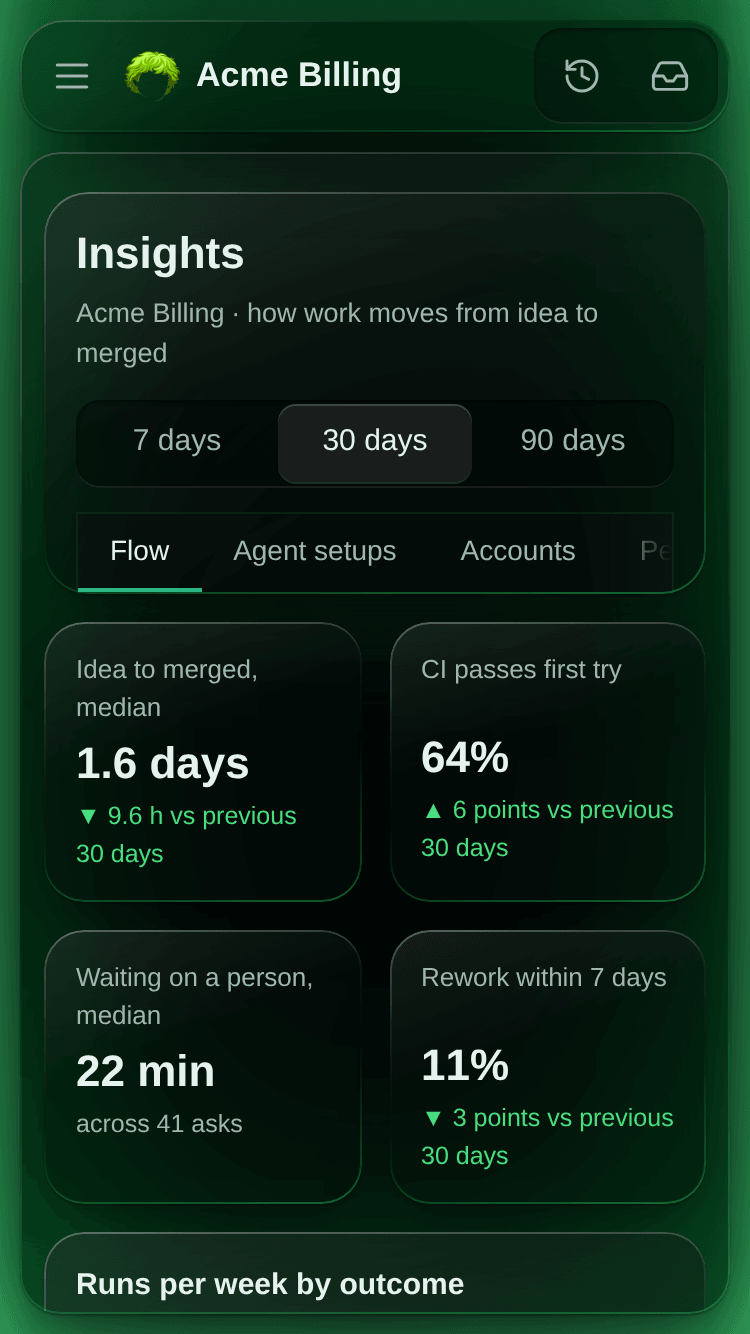 Acme Billing
Insights
Acme Billing · how work moves from idea to
merged
7 days
30 days
90 days
Flow
Agent setups
Accounts
Idea to merged,
median
1.6 days
▼ 9.6 h vs previous
30 days
CI passes first try
64%
▲ 6 points vs previous
30 days
Waiting on a person,
median
22 min
across 41 asks
Rework within 7 days
11%
▼ 3 points vs previous
30 days
Runs per week by outcome